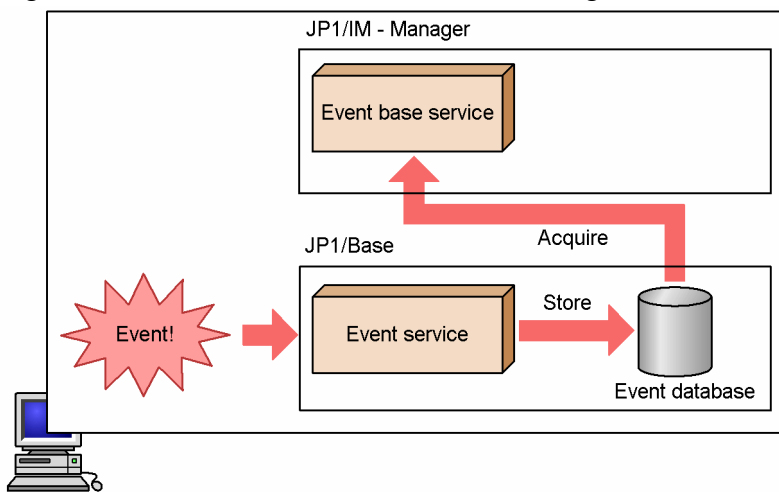 JP1/IM - Manager
Event base service
Acquire
JP1/Base
Event!
Event service
Store
Event database